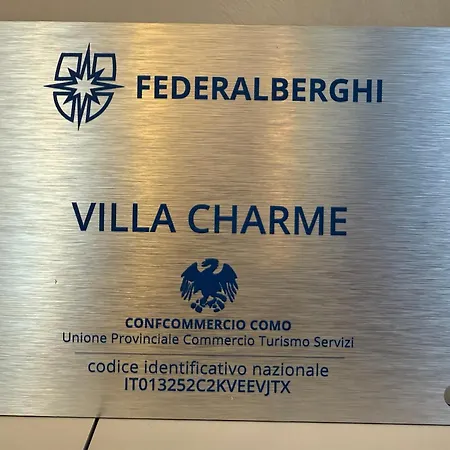 FEDERALBERGHI
VILLA CHARME
CONFCOMMERCIO COMO
Unione Provinciale Commercio Turismo Servizi
codice identificativo nazionale
IT013252C2KVEEVJTX